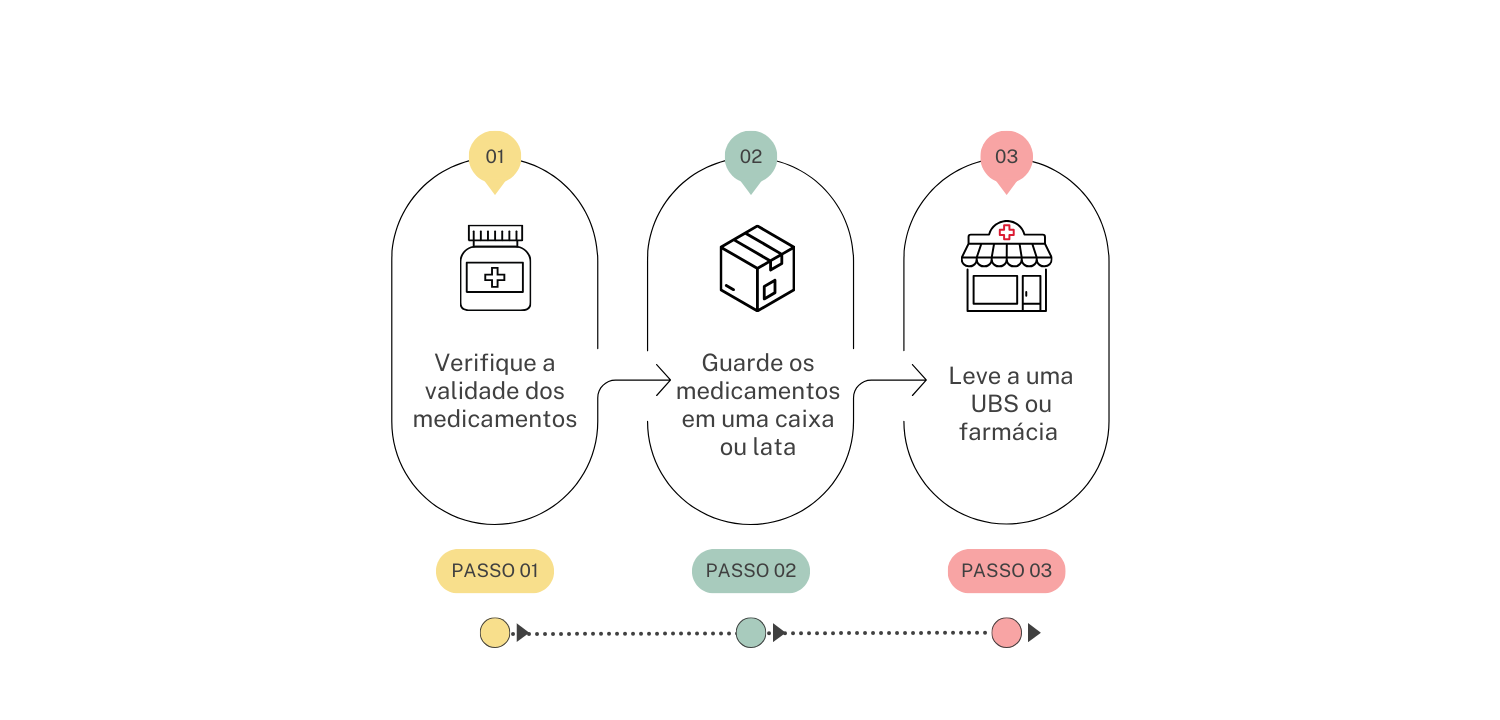 01
02
03
Verifique a
validade dos
medicamentos
Guarde os
medicamentos
em uma caixa
ou lata
Leve a uma
UBS ou
farmácia
PASSO 01
PASSO 02
PASSO 03